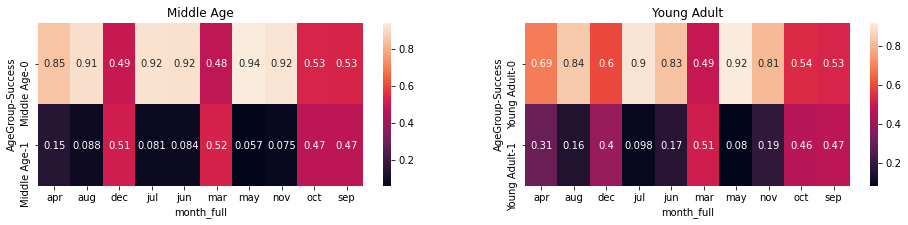 Middle Age
AgeGroup-Success
Middle Age-0
Middle Age-1
0.85 0.91 0.49 0.92 0.92 0.48 0.94 0.92 0.53 0.53
0.15 0.088 0.51 0.081 0.084 0.52 0.057 0.075 0.47 0.47
apr aug dec jul jun mar may nov oct sep
month_full
0.8
0.6
0.4
0.2
Young Adult
AgeGroup-Success
Young Adult-0
Young Adult-1
0.69 0.84 0.6 0.9 0.83 0.49 0.92 0.81 0.54 0.53
0.31 0.16 0.4 0.098 0.17 0.51 0.08 0.19 0.46 0.47
apr aug dec jul jun mar may nov oct sep
month_full
0.8
0.6
0.4
0.2